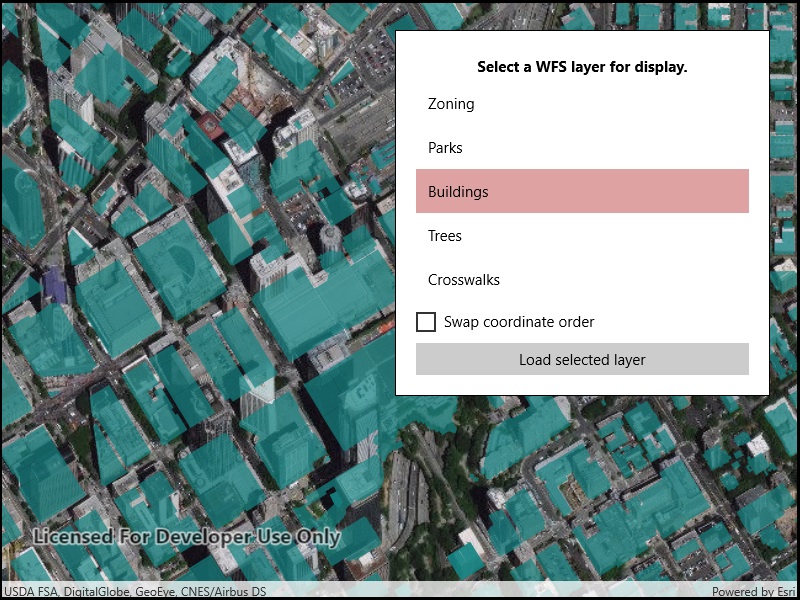 Select a WFS layer for display.
Zoning
Parks
Buildings
Trees
Crosswalks
Swap coordinate order
Load selected layer
Licensed For Developer Use Only
USDA FSA, DigitalGlobe, GeoEye, CNES/Airbus DS
Powered by Esri